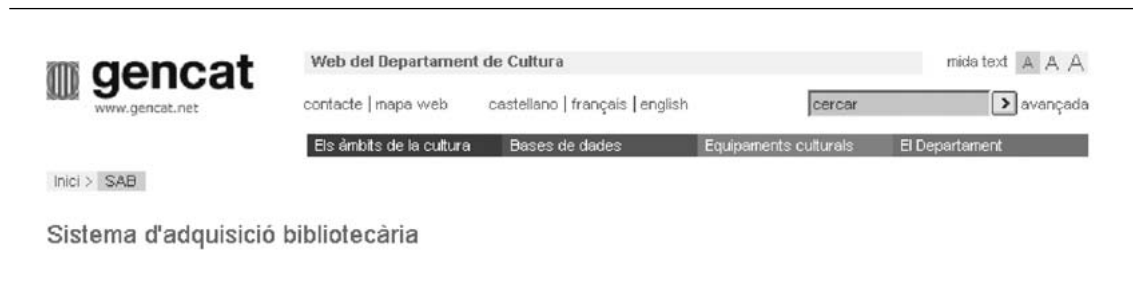 gencat
www.gencat.net
Web del Departament de Cultura
mida text A A A
contacte | mapa web castellano | français | english
cercar > avançada
Els àmbits de la cultura Bases de dades Equipaments culturals El Departament
Inici > SAB
Sistema d'adquisició bibliotecària